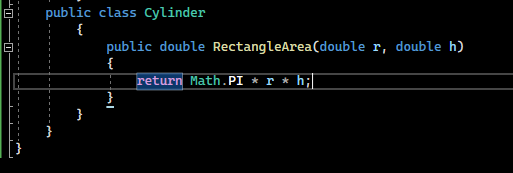 public class Cylinder
{
public double RectangleArea(double r, double h)
{
return Math.PI * r * h;
}
}
}
}